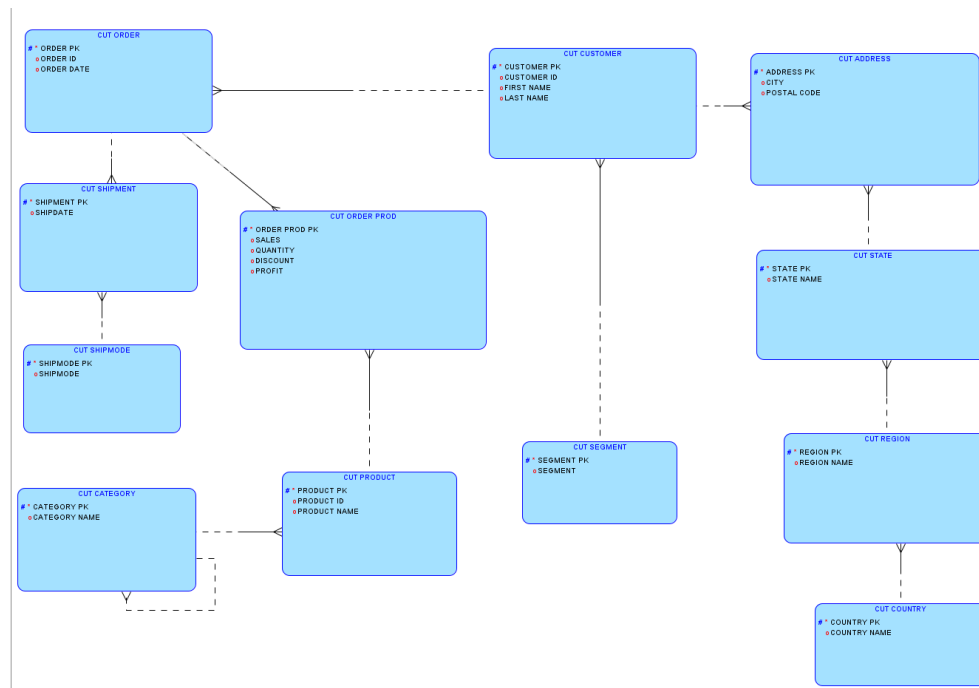 CUT ORDER
# * ORDER PK
o ORDER ID
o ORDER DATE
CUT CUSTOMER
# * CUSTOMER PK
o CUSTOMER ID
o FIRST NAME
o LAST NAME
CUT ADDRESS
# * ADDRESS PK
o CITY
o POSTAL CODE
CUT SHIPMENT
# * SHIPMENT PK
o SHIPDATE
CUT ORDER PROD
# * ORDER PROD PK
o SALES
o QUANTITY
o DISCOUNT
o PROFIT
CUT STATE
# * STATE PK
o STATE NAME
CUT SHIPMODE
# * SHIPMODE PK
o SHIPMODE
CUT REGION
# * REGION PK
o REGION NAME
CUT SEGMENT
# * SEGMENT PK
o SEGMENT
CUT PRODUCT
# * PRODUCT PK
o PRODUCT ID
o PRODUCT NAME
CUT CATEGORY
# * CATEGORY PK
o CATEGORY NAME
CUT COUNTRY
# * COUNTRY PK
o COUNTRY NAME